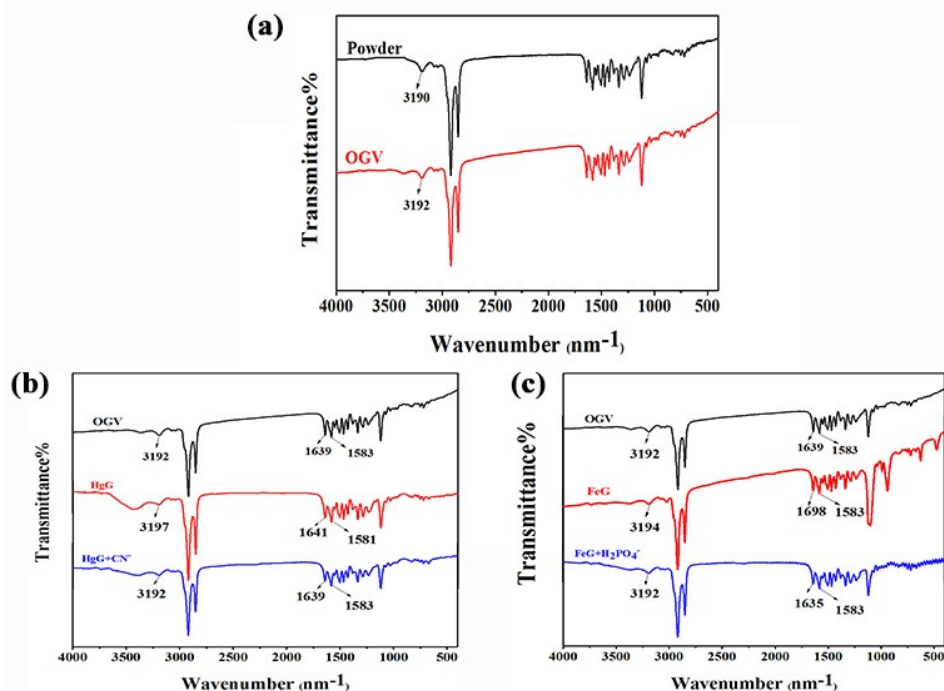 (a)
Powder
3190
OGV
3192
Transmittance%
4000 3500 3000 2500 2000 1500 1000 500
Wavenumber (nm-1)
(b)
OGV
3192
1639
1583
HgG
3197
1641
1581
HgG+CN-
3192
1639
1583
Transmittance%
4000 3500 3000 2500 2000 1500 1000 500
Wavenumber (nm-1)
(c)
OGV
3192
1639
1583
FeG
3194
1698
1583
FeG+H2PO4-
3192
1635
1583
Transmittance%
4000 3500 3000 2500 2000 1500 1000 500
Wavenumber (nm-1)